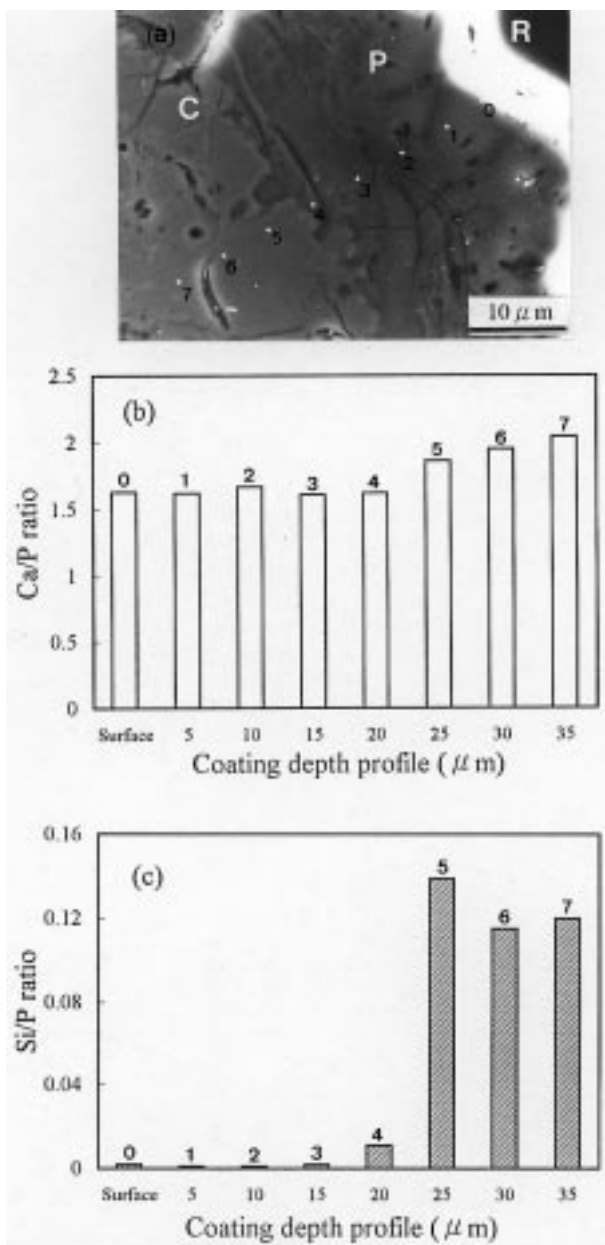 (a)
R
P
C
0
1
2
3
4
5
6
7
10 μm
2.5
(b)
2
1.5
1
0.5
0
0
1
2
3
4
5
6
7
Ca/P ratio
Surface 5 10 15 20 25 30 35
Coating depth profile (μm)
0.16
(c)
0.12
0.08
0.04
0
0
1
2
3
4
5
6
7
Si/P ratio
Surface 5 10 15 20 25 30 35
Coating depth profile (μm)